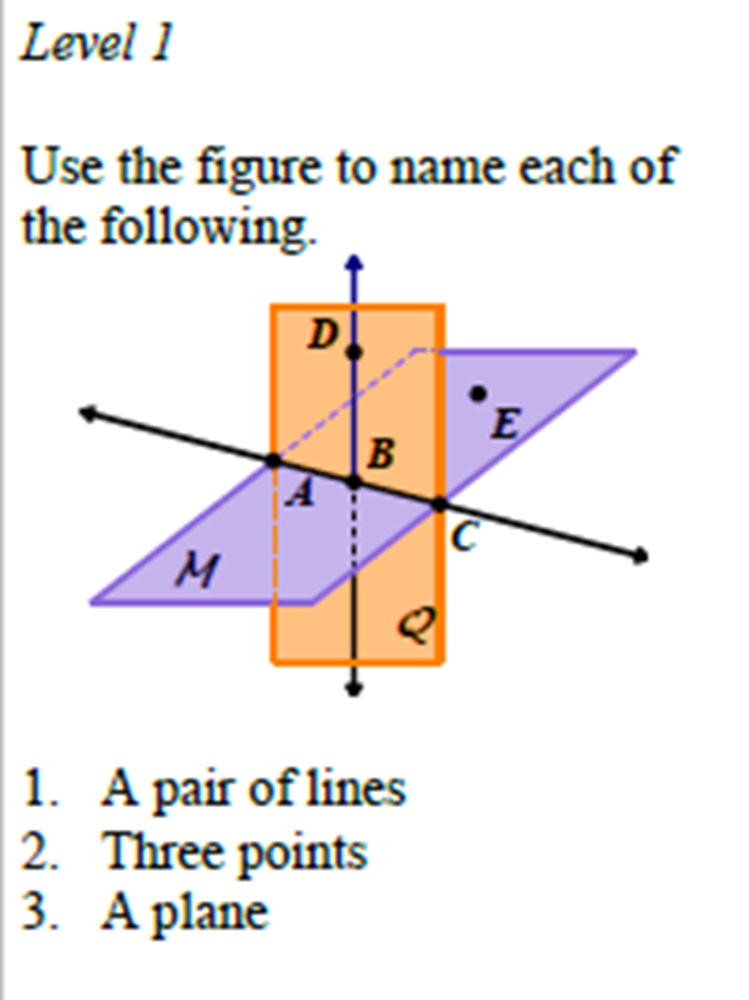 Level 1
Use the figure to name each of
the following.
D
E
B
A
C
M
Q
1. A pair of lines
2. Three points
3. A plane